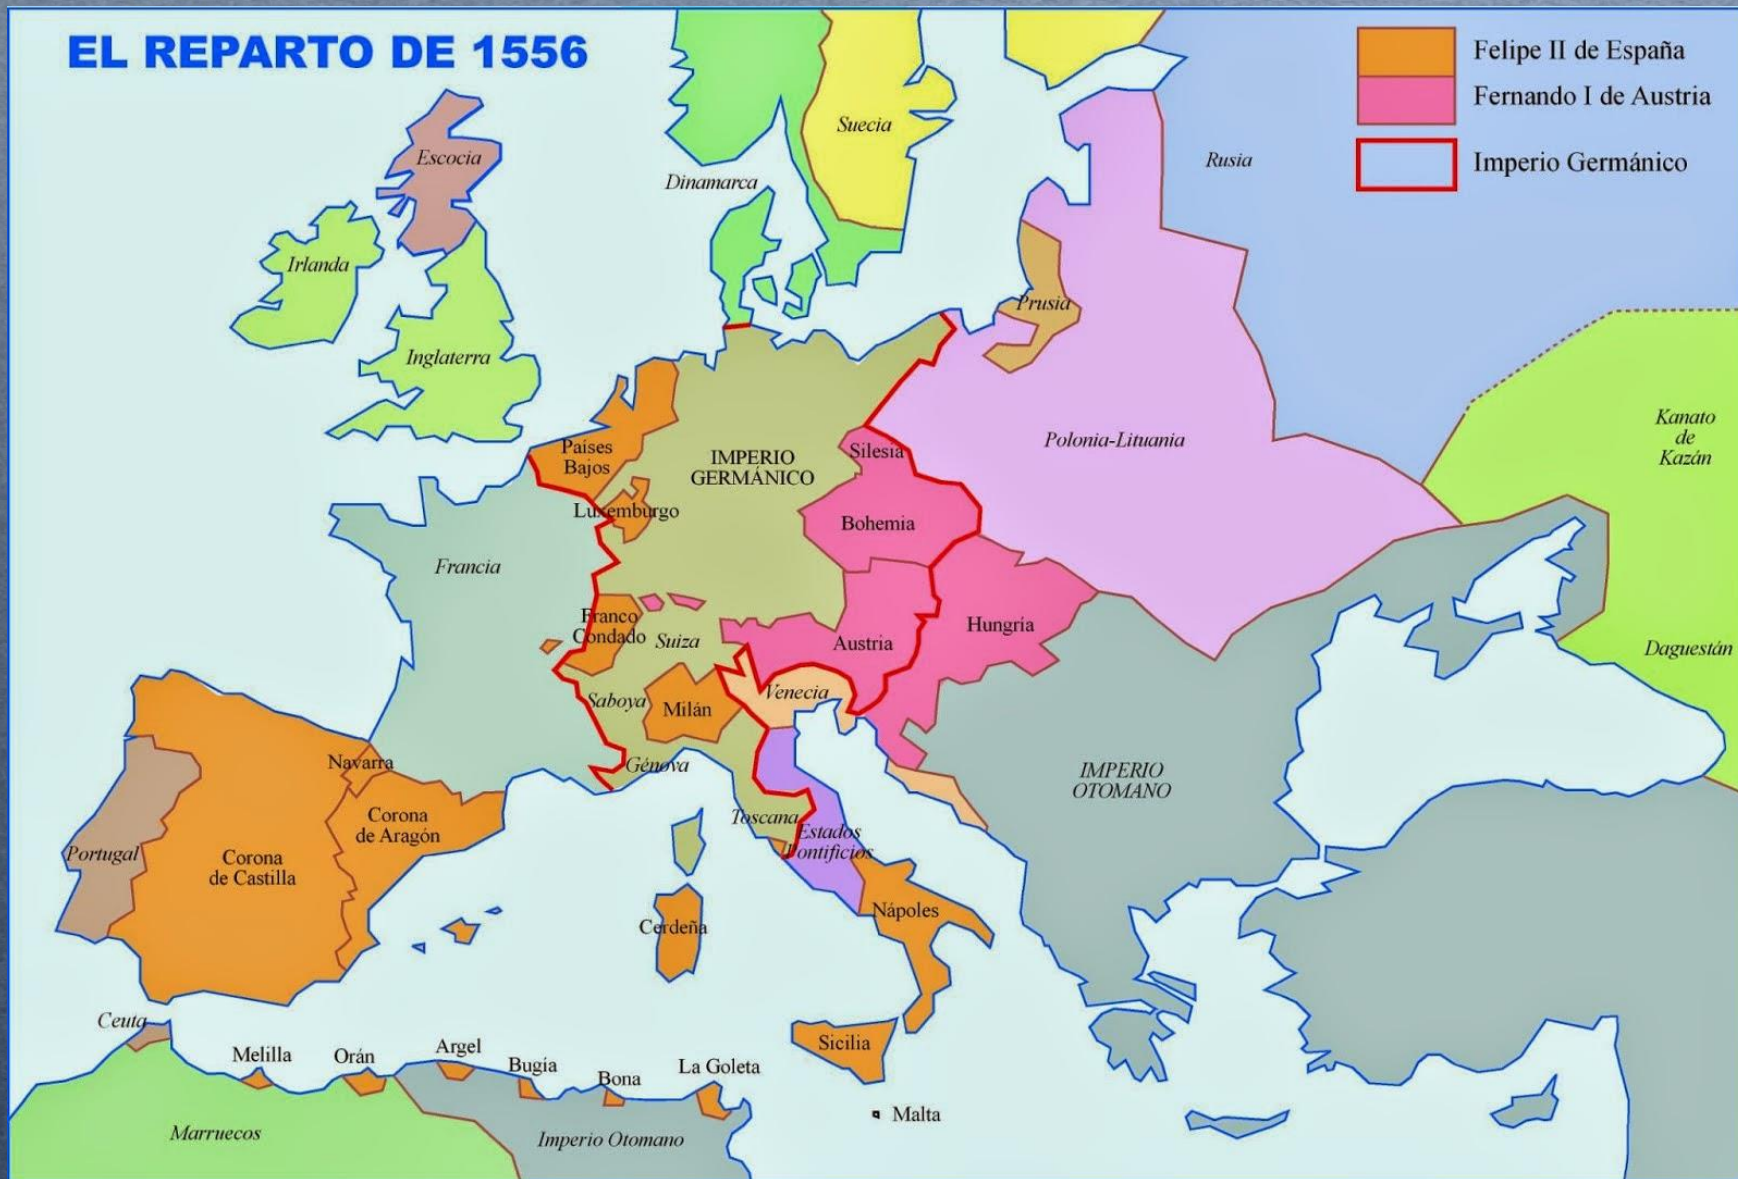 EL REPARTO DE 1556
Felipe II de España
Fernando I de Austria
Imperio Germánico
Escocia
Suecia
Dinamarca
Rusia
Irlanda
Prusia
Inglaterra
Kanato
de
Kazán
Países
Bajos
IMPERIO
GERMÁNICO
Silesia
Polonia-Lituania
Luxemburgo
Bohemia
Francia
Franco
Condado
Suiza
Austria
Hungría
Daguestán
Saboya
Milán
Venecia
Navarra
Génova
IMPERIO
OTOMANO
Corona
de Aragón
Toscana
Estados
Pontificios
Portugal
Corona
de Castilla
Cerdeña
Nápoles
Ceuta
Melilla
Orán
Argel
Bugía
Bona
La Goleta
Sicilia
Malta
Marruecos
Imperio Otomano